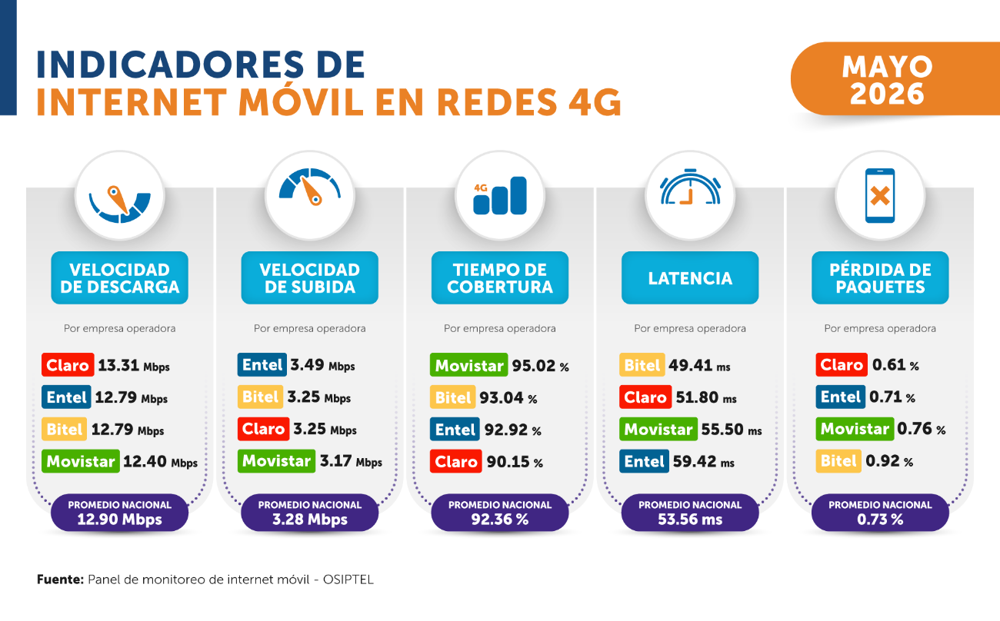 INDICADORES DE
INTERNET MÓVIL EN REDES 4G
MAYO
2026
VELOCIDAD
DE DESCARGA
Por empresa operadora
Claro 13.31 Mbps
Entel 12.79 Mbps
Bitel 12.79 Mbps
Movistar 12.40 Mbps
PROMEDIO NACIONAL
12.90 Mbps
VELOCIDAD
DE SUBIDA
Por empresa operadora
Entel 3.49 Mbps
Bitel 3.25 Mbps
Claro 3.25 Mbps
Movistar 3.17 Mbps
PROMEDIO NACIONAL
3.28 Mbps
4G
TIEMPO DE
COBERTURA
Por empresa operadora
Movistar 95.02 %
Bitel 93.04 %
Entel 92.92 %
Claro 90.15 %
PROMEDIO NACIONAL
92.36 %
LATENCIA
Por empresa operadora
Bitel 49.41 ms
Claro 51.80 ms
Movistar 55.50 ms
Entel 59.42 ms
PROMEDIO NACIONAL
53.56 ms
PÉRDIDA DE
PAQUETES
Por empresa operadora
Claro 0.61 %
Entel 0.71 %
Movistar 0.76 %
Bitel 0.92 %
PROMEDIO NACIONAL
0.73 %
Fuente: Panel de monitoreo de internet móvil - OSIPTEL